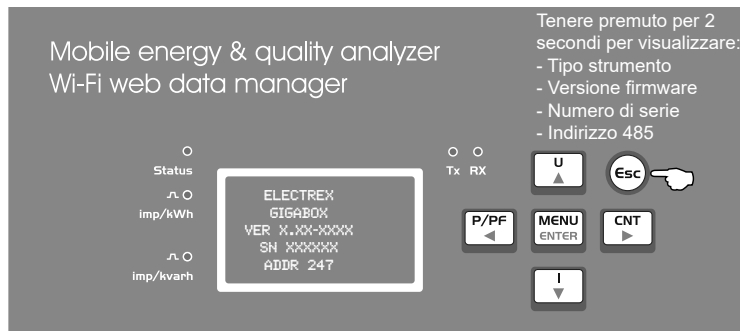 Mobile energy & quality analyzer
Wi-Fi web data manager
Tenere premuto per 2
secondi per visualizzare:
- Tipo strumento
- Versione firmware
- Numero di serie
- Indirizzo 485
Status
imp/kWh
imp/kvarh
ELECTREX
GIGABOX
VER X.XX-XXXX
SN XXXXXX
ADDR 247
Tx RX
U
Esc
P/PF
MENU
ENTER
CNT
I